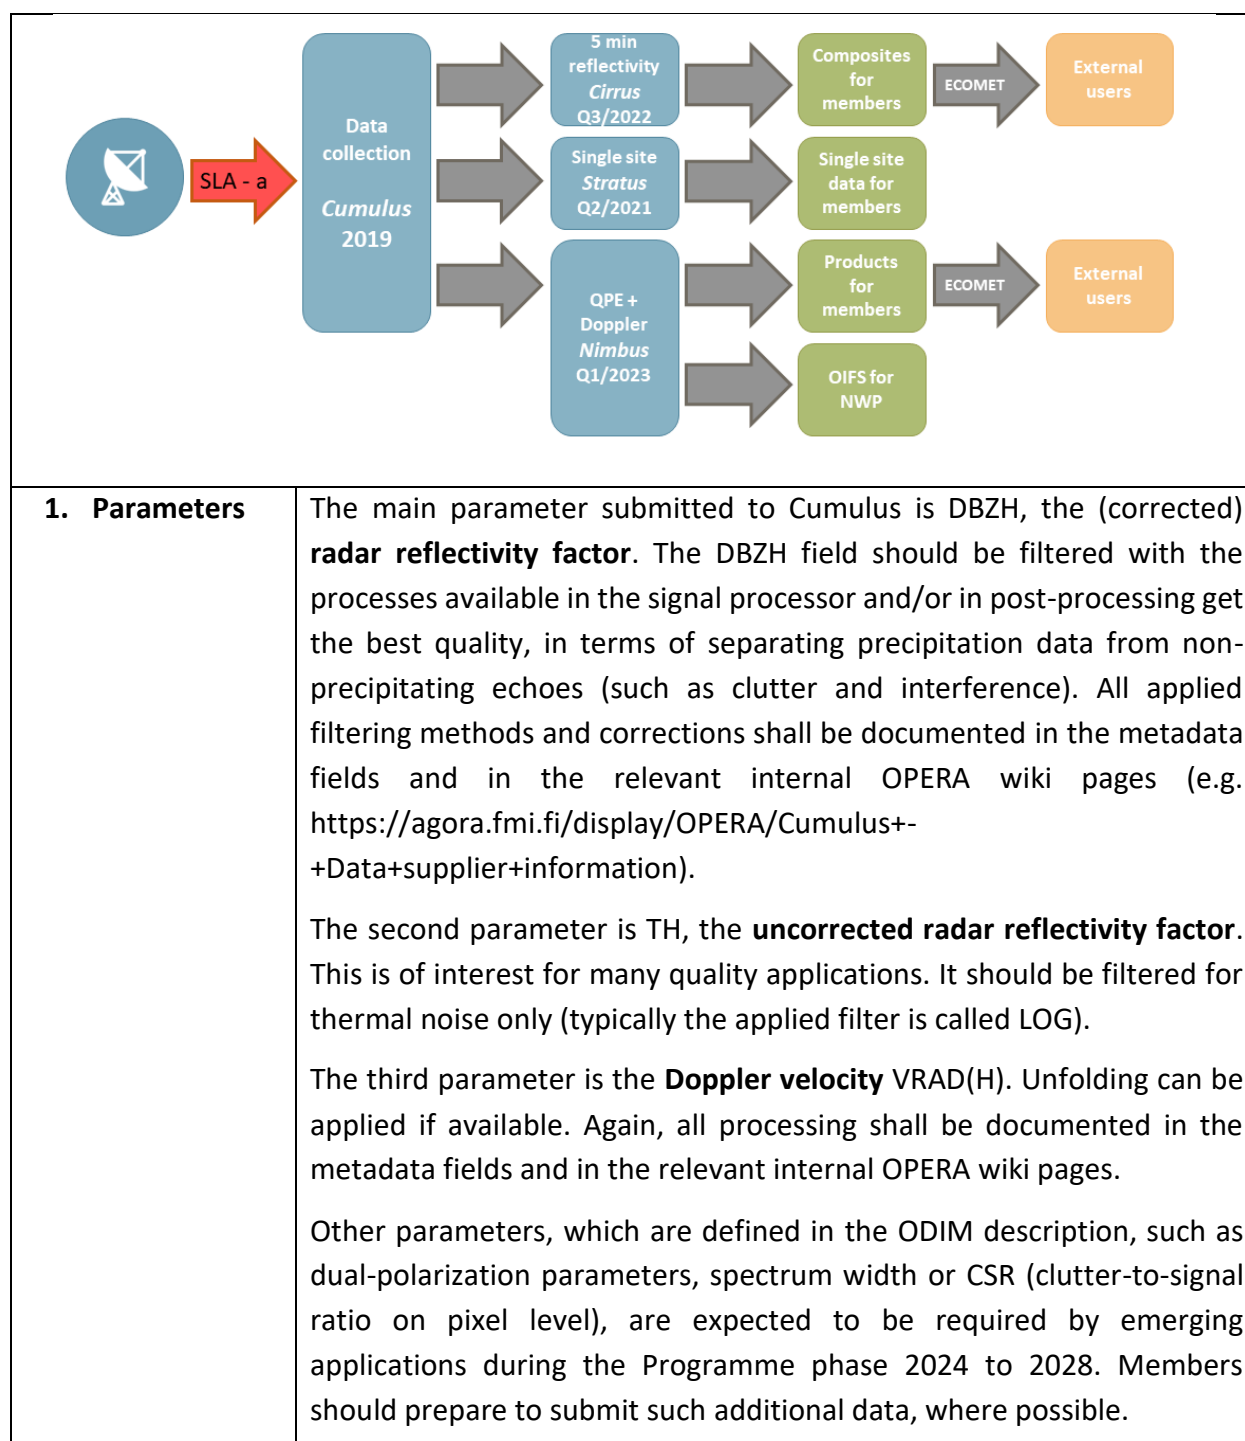 SLA - a
Data
collection
Cumulus
2019
5 min
reflectivity
Cirrus
Q3/2022
Composites
for
members
ECOMET
External
users
Single site
Stratus
Q2/2021
Single site
data for
members
QPE +
Doppler
Nimbus
Q1/2023
Products
for
members
ECOMET
External
users
OIFS for
NWP
1. Parameters
The main parameter submitted to Cumulus is DBZH, the (corrected)
radar reflectivity factor. The DBZH field should be filtered with the
processes available in the signal processor and/or in post-processing get
the best quality, in terms of separating precipitation data from non-
precipitating echoes (such as clutter and interference). All applied
filtering methods and corrections shall be documented in the metadata
fields and in the relevant internal OPERA wiki pages (e.g.
https://agora.fmi.fi/display/OPERA/Cumulus+-
+Data+supplier+information).
The second parameter is TH, the uncorrected radar reflectivity factor.
This is of interest for many quality applications. It should be filtered for
thermal noise only (typically the applied filter is called LOG).
The third parameter is the Doppler velocity VRAD(H). Unfolding can be
applied if available. Again, all processing shall be documented in the
metadata fields and in the relevant internal OPERA wiki pages.
Other parameters, which are defined in the ODIM description, such as
dual-polarization parameters, spectrum width or CSR (clutter-to-signal
ratio on pixel level), are expected to be required by emerging
applications during the Programme phase 2024 to 2028. Members
should prepare to submit such additional data, where possible.